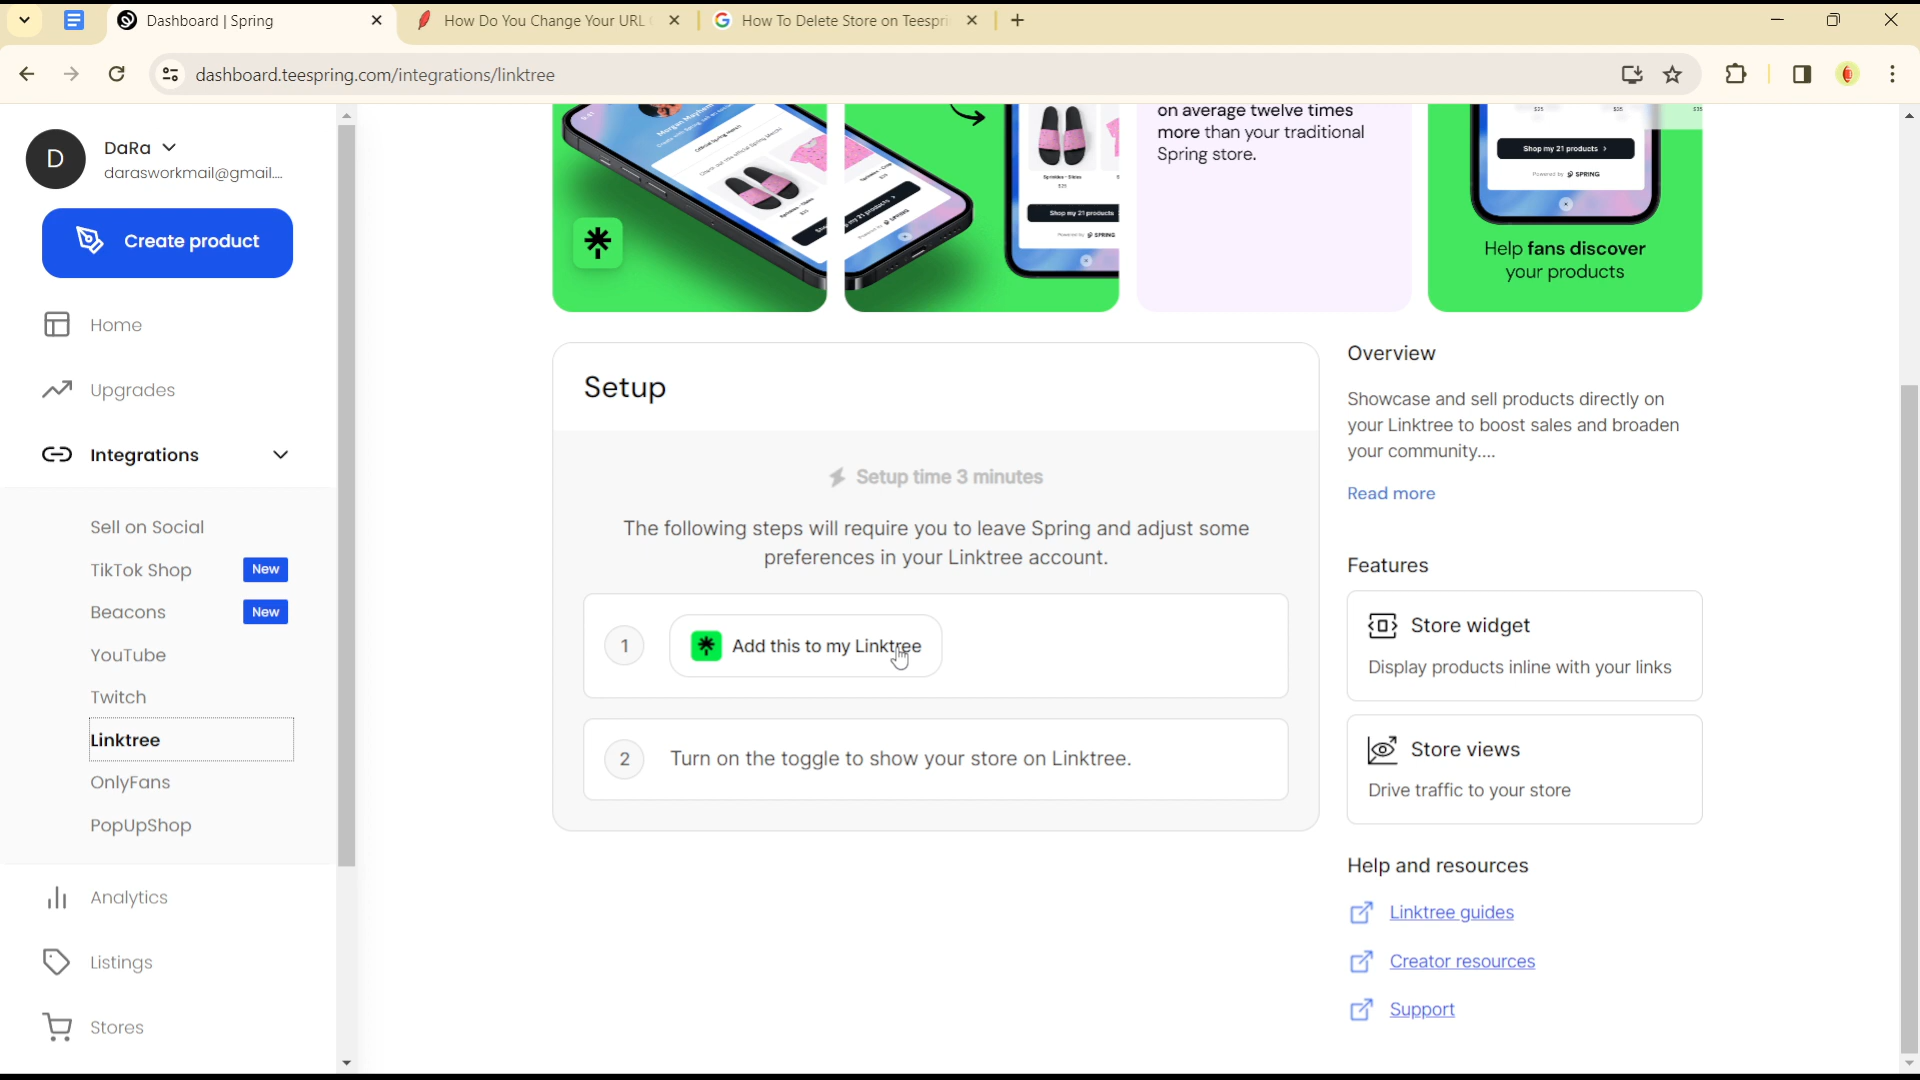 Dashboard | Spring
How Do You Change Your URL
How To Delete Store on Teespri
dashboard.teespring.com/integrations/linktree
D
DaRa
darasworkmail@gmail....
Create product
Home
Upgrades
Integrations
Sell on Social
TikTok Shop New
Beacons New
YouTube
Twitch
Linktree
OnlyFans
PopUpShop
Analytics
Listings
Stores
Shop my 21 products
on average twelve times
more than your traditional
Spring store.
Shop my 21 products >
Powered by SPRING
Help fans discover
your products
Setup
Setup time 3 minutes
The following steps will require you to leave Spring and adjust some
preferences in your Linktree account.
1 Add this to my Linktree
2 Turn on the toggle to show your store on Linktree.
Overview
Showcase and sell products directly on
your Linktree to boost sales and broaden
your community....
Read more
Features
Store widget
Display products inline with your links
Store views
Drive traffic to your store
Help and resources
Linktree guides
Creator resources
Support